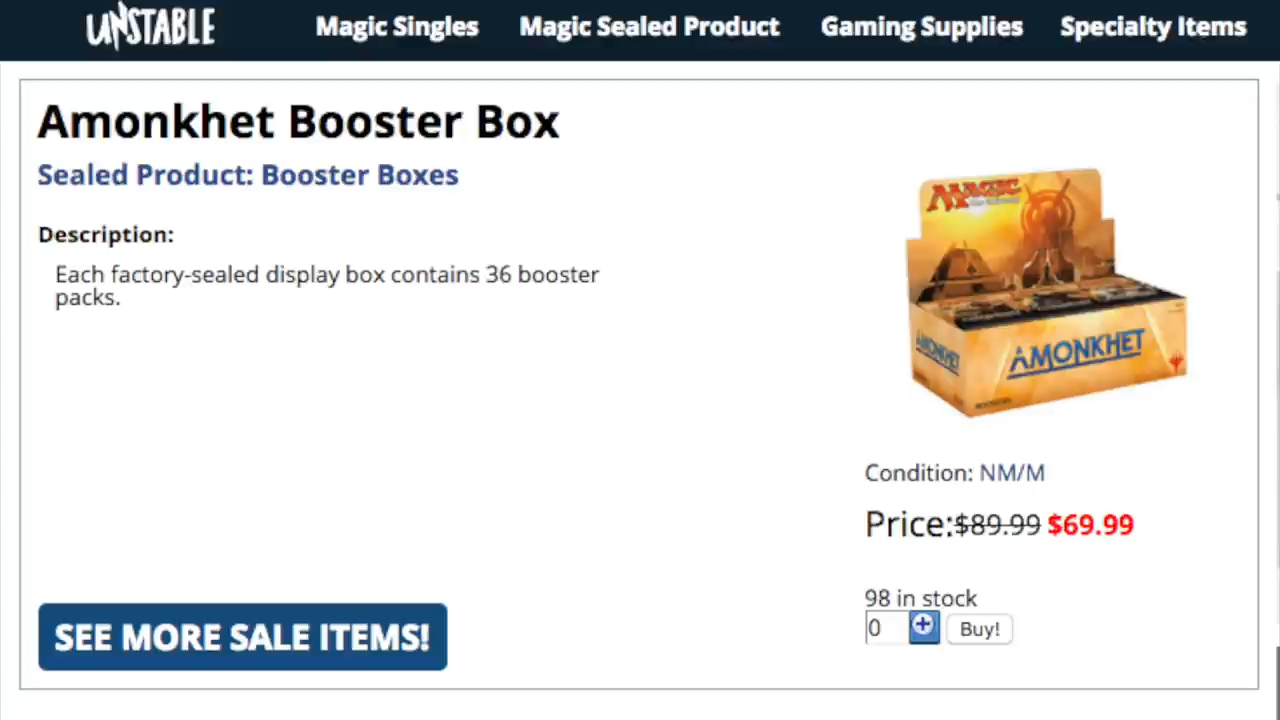 UNSTABLE
Magic Singles Magic Sealed Product Gaming Supplies Specialty Items
Amonkhet Booster Box
Sealed Product: Booster Boxes
Description:
Each factory-sealed display box contains 36 booster
packs.
MAGIC
AMONKHET
AMONKHET
Condition: NM/M
Price:$89.99 $69.99
98 in stock
0 Buy!
SEE MORE SALE ITEMS!